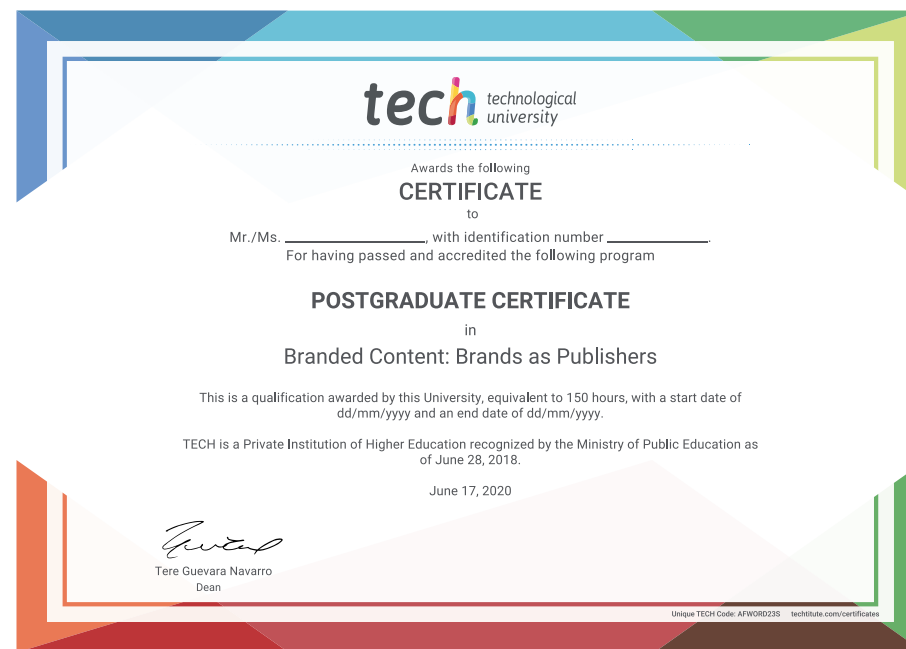 tech technological
university
Awards the following
CERTIFICATE
to
Mr./Ms. ____________________, with identification number ______________.
For having passed and accredited the following program
POSTGRADUATE CERTIFICATE
in
Branded Content: Brands as Publishers
This is a qualification awarded by this University, equivalent to 150 hours, with a start date of
dd/mm/yyyy and an end date of dd/mm/yyyy.
TECH is a Private Institution of Higher Education recognized by the Ministry of Public Education as
of June 28, 2018.
June 17, 2020
Tere Guevara Navarro
Dean
Unique TECH Code: AFWORD23S techtitute.com/certificates